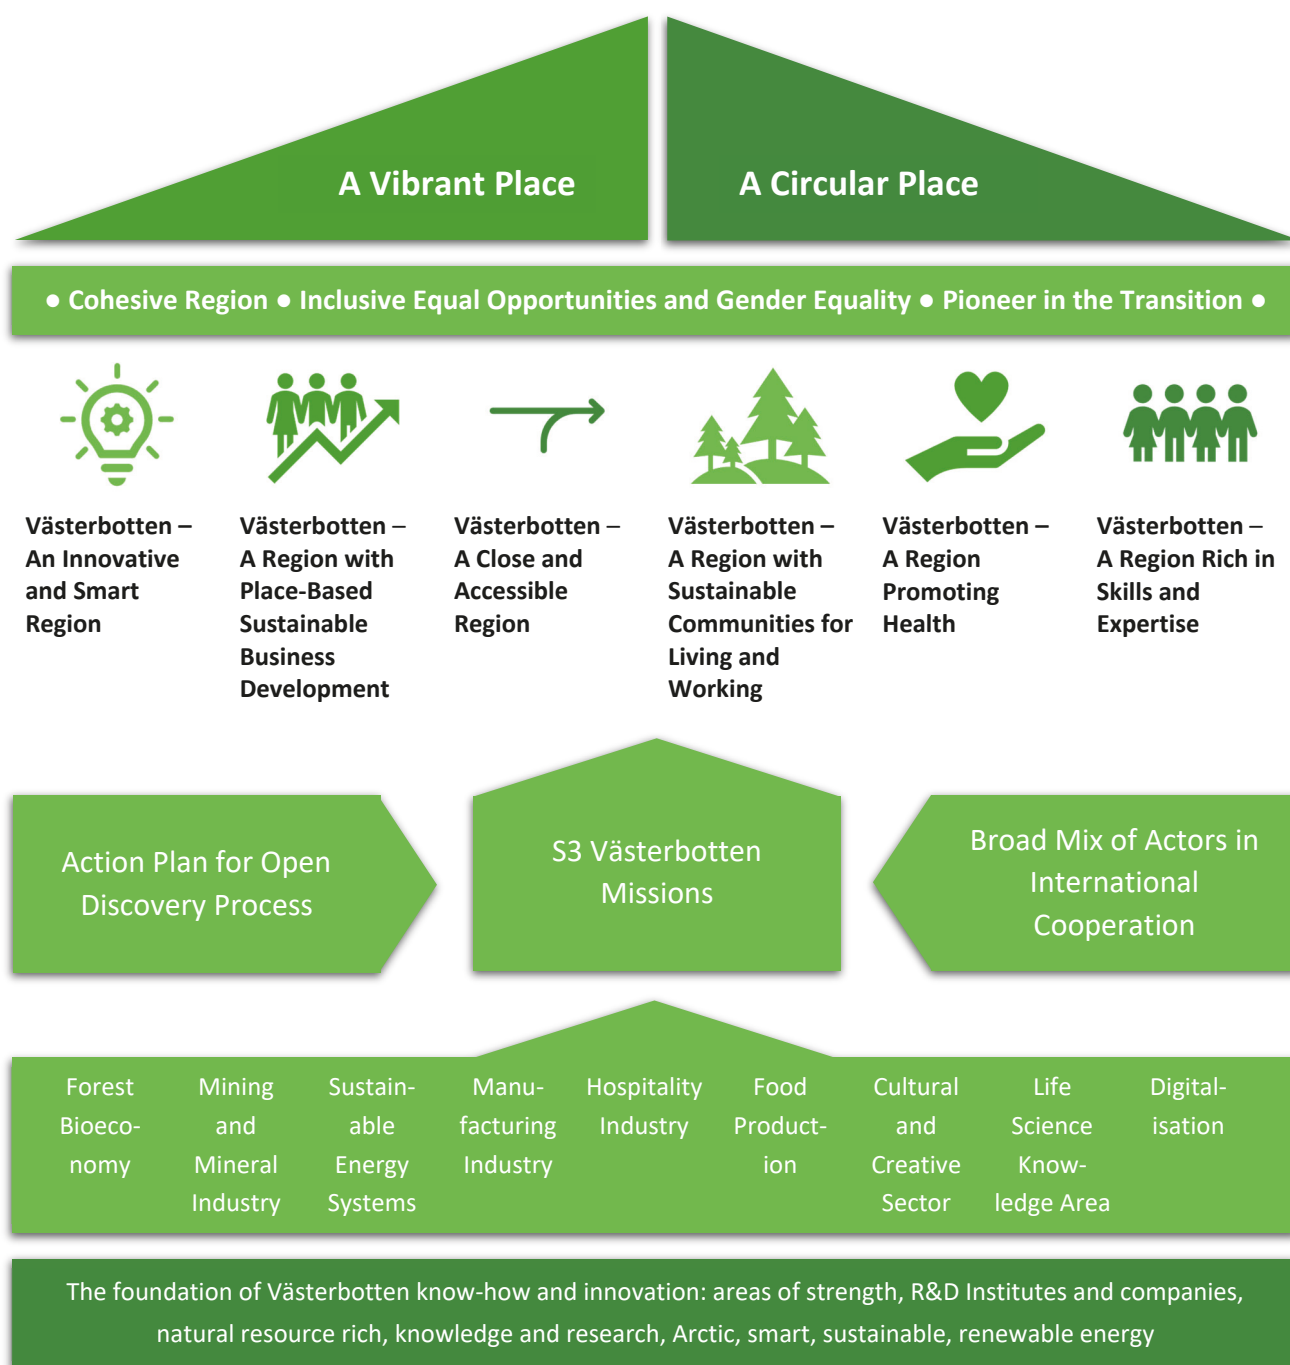 A Vibrant Place
A Circular Place
● Cohesive Region ● Inclusive Equal Opportunities and Gender Equality ● Pioneer in the Transition ●
Västerbotten –
An Innovative
and Smart
Region
Västerbotten –
A Region with
Place-Based
Sustainable
Business
Development
Västerbotten –
A Close and
Accessible
Region
Västerbotten –
A Region with
Sustainable
Communities for
Living and
Working
Västerbotten –
A Region
Promoting
Health
Västerbotten –
A Region Rich in
Skills and
Expertise
Action Plan for Open
Discovery Process
S3 Västerbotten
Missions
Broad Mix of Actors in
International
Cooperation
Forest
Bioeco-
nomy
Mining
and
Mineral
Industry
Sustain-
able
Energy
Systems
Manu-
facturing
Industry
Hospitality
Industry
Food
Product-
ion
Cultural
and
Creative
Sector
Life
Science
Know-
ledge Area
Digital-
isation
The foundation of Västerbotten know-how and innovation: areas of strength, R&D Institutes and companies,
natural resource rich, knowledge and research, Arctic, smart, sustainable, renewable energy